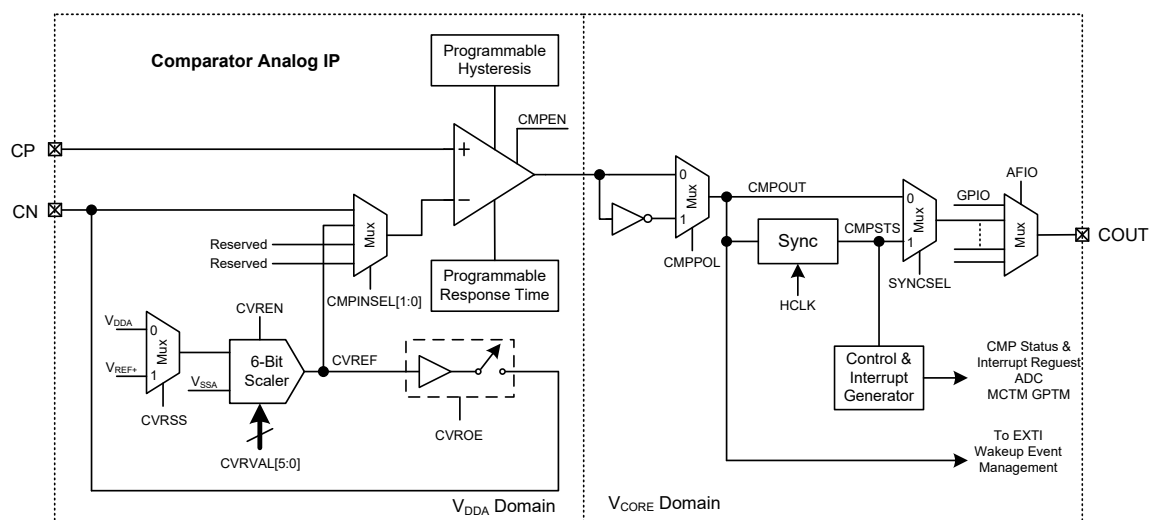 Comparator Analog IP
Programmable
Hysteresis
CMPEN
CP
+
−
CN
Reserved
Reserved
Mux
CMPINSEL[1:0]
Programmable
Response Time
CVREN
VDDA
0
Mux
VREF+
1
CVRSS
6-Bit
Scaler
VSSA
CVRVAL[5:0]
CVREF
CVROE
VDDA Domain
0
Mux
1
CMPPOL
CMPOUT
Sync
HCLK
CMPSTS
0
Mux
1
SYNCSEL
GPIO
AFIO
Mux
COUT
Control &
Interrupt
Generator
CMP Status &
Interrupt Reguest
ADC
MCTM GPTM
To EXTI
Wakeup Event
Management
VCORE Domain